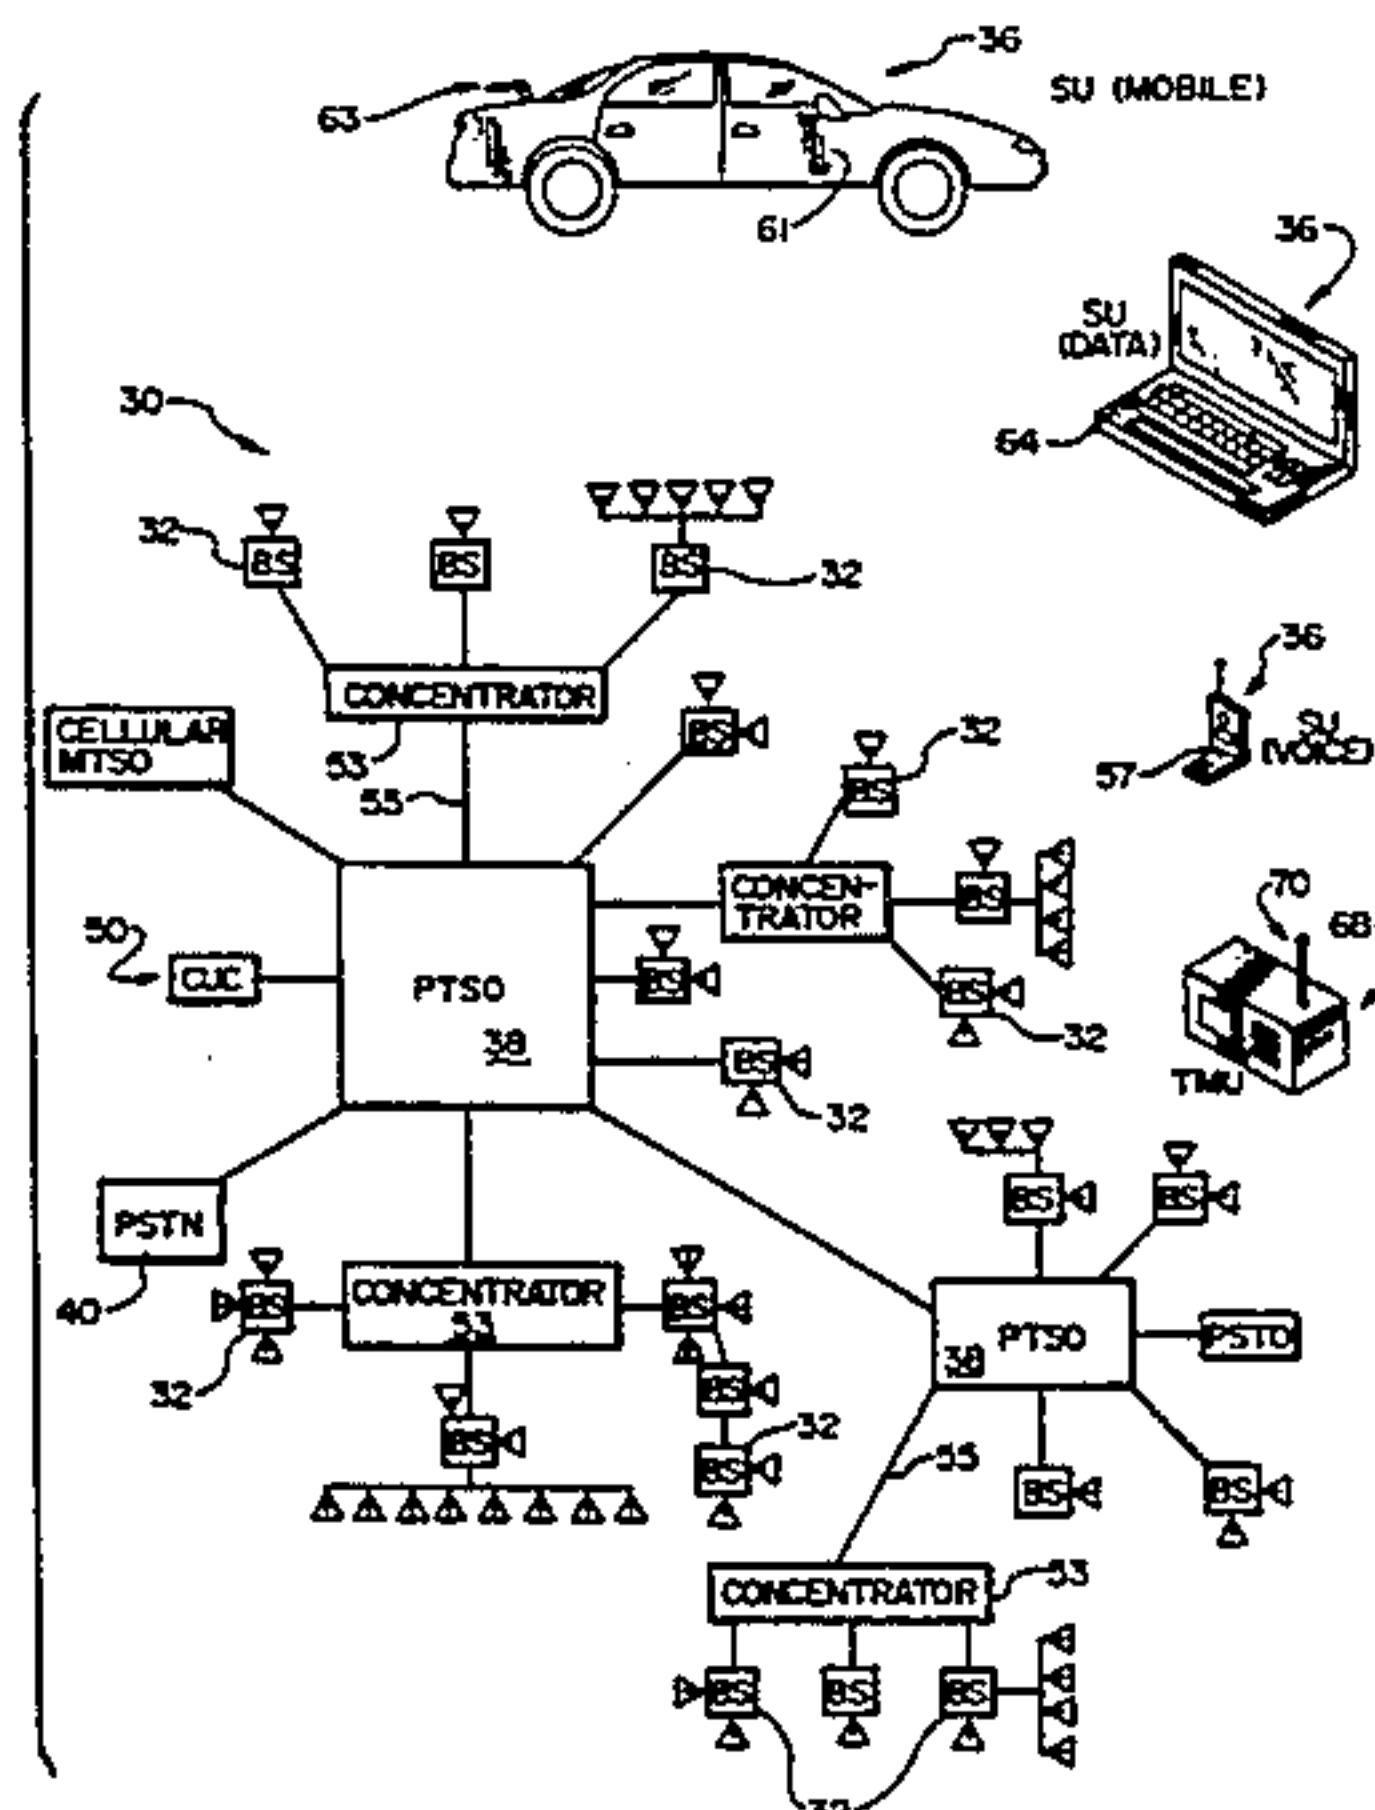 36
SU (MOBILE)
63
61
36
SU
(DATA)
64
30
32
BS
BS
BS
32
36
CONCENTRATOR
53
SU
(VOICE)
57
CELLULAR
MTSO
55
BS
32
BS
CONCEN-
TRATOR
BS
70
68
50
CUC
PTSO
38
BS
BS
32
TMU
BS
32
PSTN
40
BS
BS
BS
32
CONCENTRATOR
53
BS
PTSO
38
PSTO
BS
BS
BS
32
55
BS
BS
CONCENTRATOR
53
BS
BS
BS
32